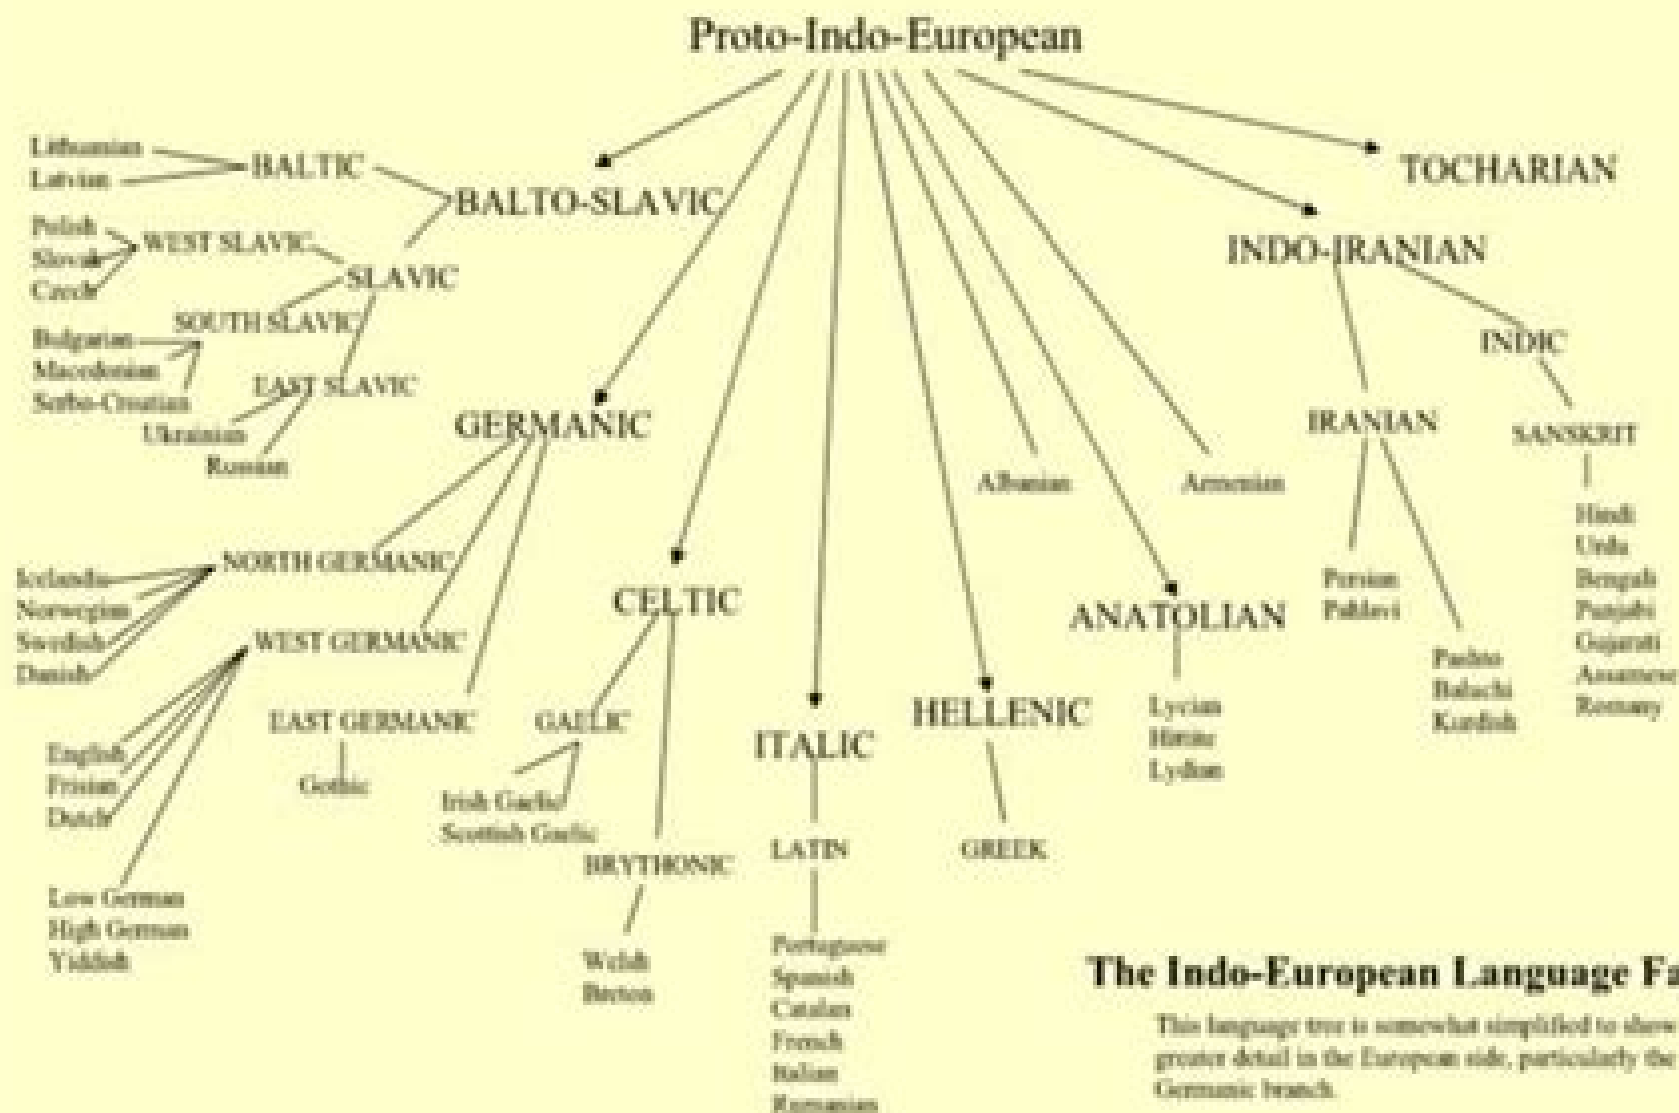 Proto-Indo-European
Lithuanian
Latvian
BALTIC
BALTO-SLAVIC
TOCHARIAN
Polish
Slovak
Czech
WEST SLAVIC
SLAVIC
INDO-IRANIAN
SOUTH SLAVIC
Bulgarian
Macedonian
Serbo-Croatian
EAST SLAVIC
Ukrainian
Russian
INDIC
GERMANIC
IRANIAN
SANSKRIT
Albanian
Armenian
Hindi
Urdu
Bengali
Punjabi
Gujarati
Assamese
Romany
NORTH GERMANIC
Icelandic
Norwegian
Swedish
Danish
CELTIC
ANATOLIAN
Persian
Pahlavi
WEST GERMANIC
Pashto
Baluchi
Kurdish
EAST GERMANIC
GAELIC
ITALIC
HELLENIC
Lycian
Hittite
Lydian
English
Frisian
Dutch
Gothic
Irish Gaelic
Scottish Gaelic
BRYTHONIC
LATIN
GREEK
Low German
High German
Yiddish
Welsh
Breton
Portuguese
Spanish
Catalan
French
Italian
Rumanian
The Indo-European Language Fa
This language tree is somewhat simplified to show
greater detail in the European side, particularly the
Germanic branch.